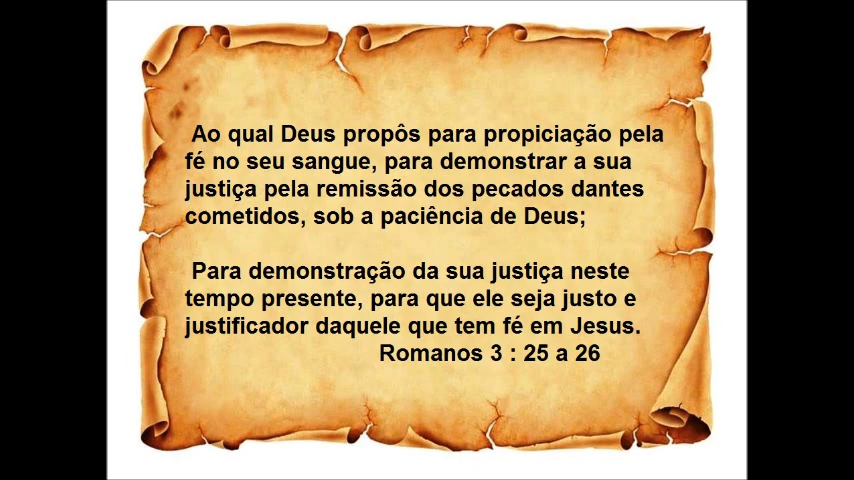 Ao qual Deus propôs para propiciação pela
fé no seu sangue, para demonstrar a sua
justiça pela remissão dos pecados dantes
cometidos, sob a paciência de Deus;
Para demonstração da sua justiça neste
tempo presente, para que ele seja justo e
justificador daquele que tem fé em Jesus.
Romanos 3 : 25 a 26